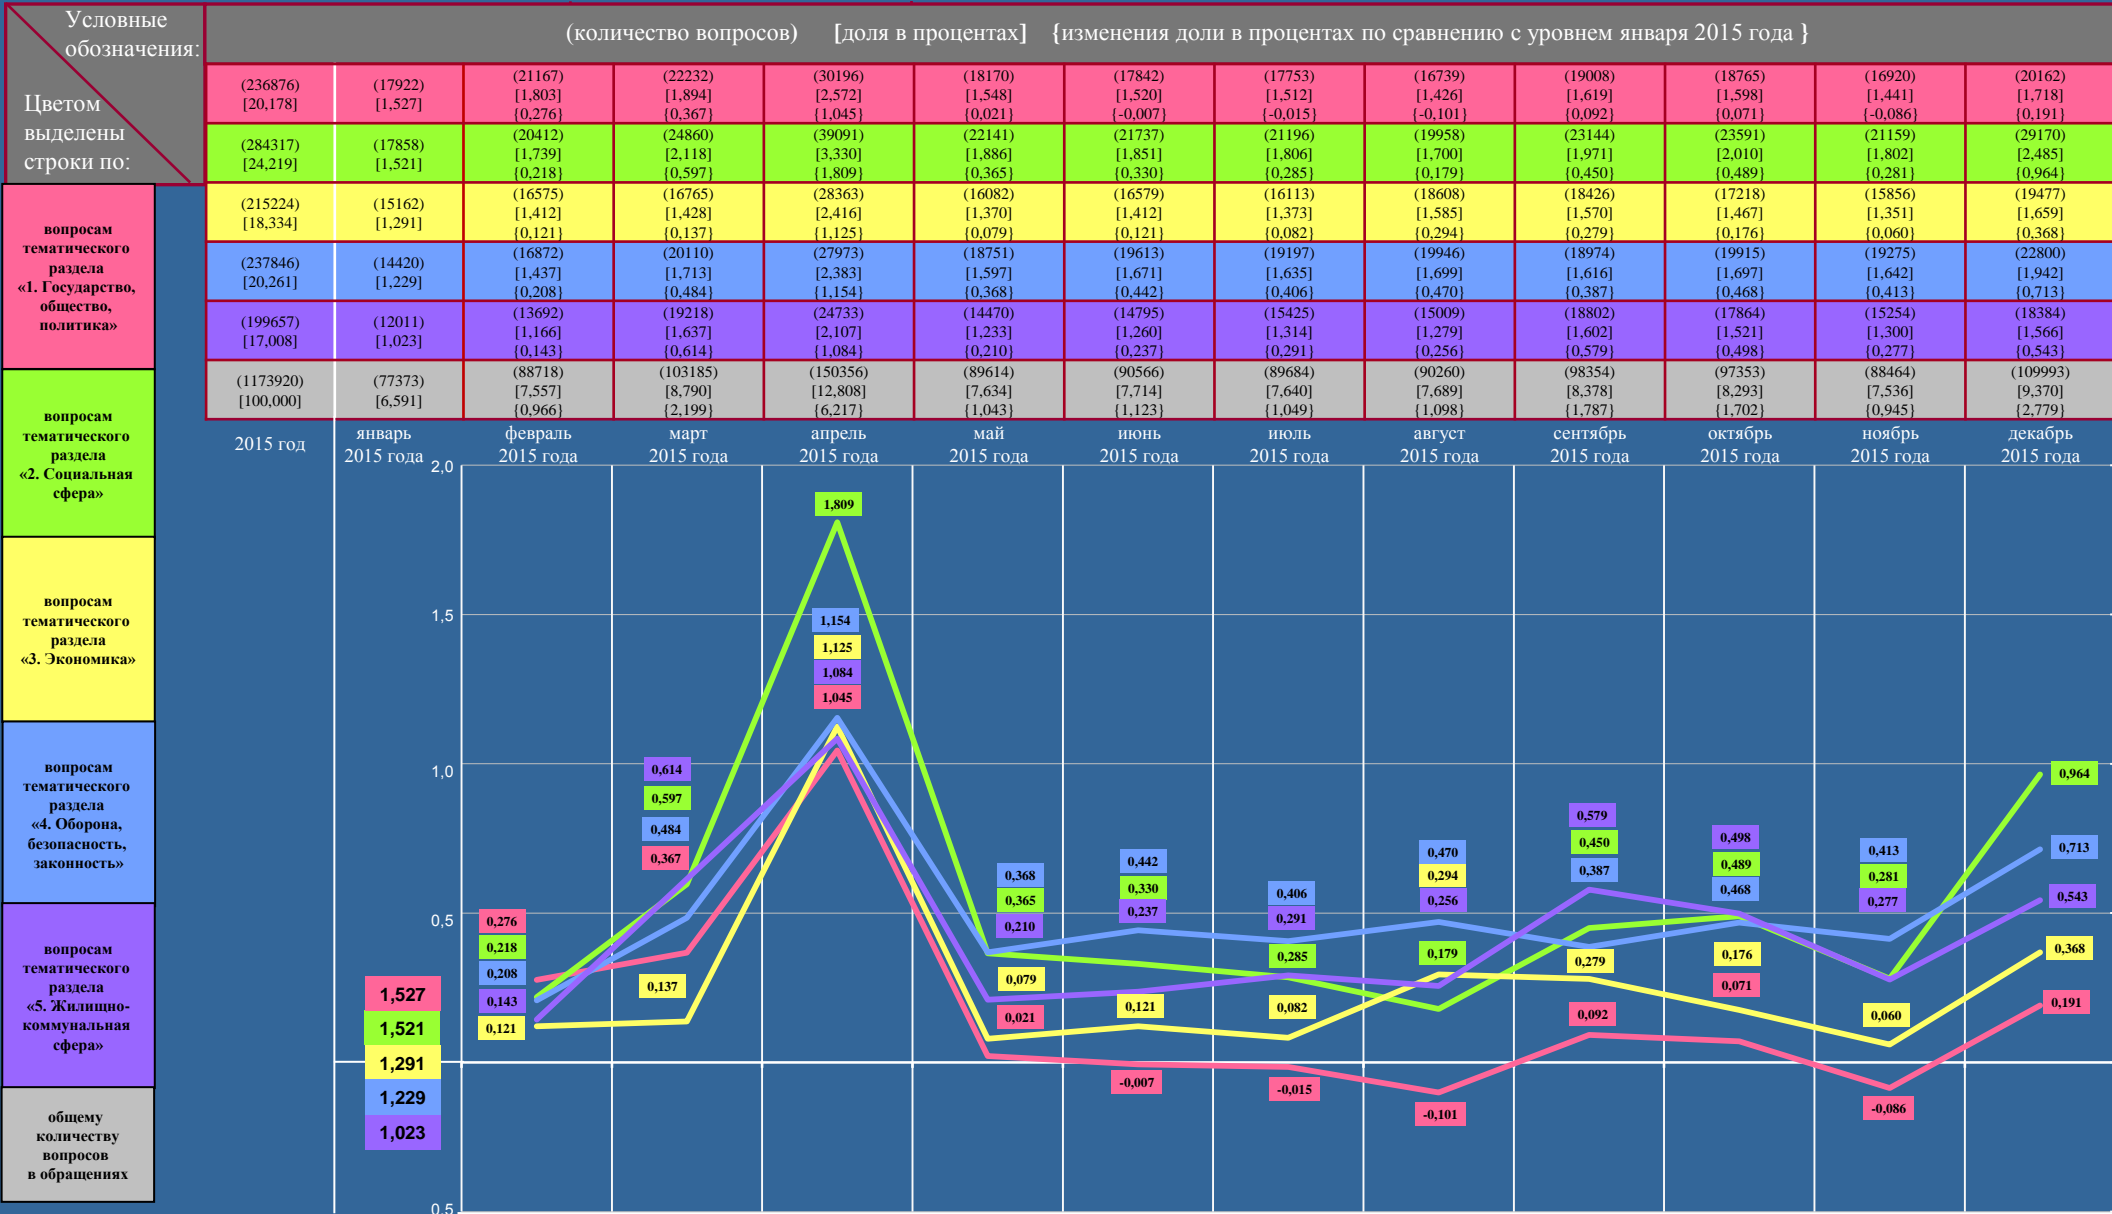 Условные
обозначения:
Цветом
выделены
строки по:
(количество вопросов) [доля в процентах] {изменения доли в процентах по сравнению с уровнем января 2015 года }
(236876) (17922) (21167) (22232) (30196) (18170) (17842) (17753) (16739) (19008) (18765) (16920) (20162)
[20,178] [1,527] [1,803] [1,894] [2,572] [1,548] [1,520] [1,512] [1,426] [1,619] [1,598] [1,441] [1,718]
{0,276} {0,367} {1,045} {0,021} {-0,007} {-0,015} {-0,101} {0,092} {0,071} {-0,086} {0,191}
(284317) (17858) (20412) (24860) (39091) (22141) (21737) (21196) (19958) (23144) (23591) (21159) (29170)
[24,219] [1,521] [1,739] [2,118] [3,330] [1,886] [1,851] [1,806] [1,700] [1,971] [2,010] [1,802] [2,485]
{0,218} {0,597} {1,809} {0,365} {0,330} {0,285} {0,179} {0,450} {0,489} {0,281} {0,964}
(215224) (15162) (16575) (16765) (28363) (16082) (16579) (16113) (18608) (18426) (17218) (15856) (19477)
[18,334] [1,291] [1,412] [1,428] [2,416] [1,370] [1,412] [1,373] [1,585] [1,570] [1,467] [1,351] [1,659]
{0,121} {0,137} {1,125} {0,079} {0,121} {0,082} {0,294} {0,279} {0,176} {0,060} {0,368}
(237846) (14420) (16872) (20110) (27973) (18751) (19613) (19197) (19946) (18974) (19915) (19275) (22800)
[20,261] [1,229] [1,437] [1,713] [2,383] [1,597] [1,671] [1,635] [1,699] [1,616] [1,697] [1,642] [1,942]
{0,208} {0,484} {1,154} {0,368} {0,442} {0,406} {0,470} {0,387} {0,468} {0,413} {0,713}
(199657) (12011) (13692) (19218) (24733) (14470) (14795) (15425) (15009) (18802) (17864) (15254) (18384)
[17,008] [1,023] [1,166] [1,637] [2,107] [1,233] [1,260] [1,314] [1,279] [1,602] [1,521] [1,300] [1,566]
{0,143} {0,614} {1,084} {0,210} {0,237} {0,291} {0,256} {0,579} {0,498} {0,277} {0,543}
(1173920) (77373) (88718) (103185) (150356) (89614) (90566) (89684) (90260) (98354) (97353) (88464) (109993)
[100,000] [6,591] [7,557] [8,790] [12,808] [7,634] [7,714] [7,640] [7,689] [8,378] [8,293] [7,536] [9,370]
{0,966} {2,199} {6,217} {1,043} {1,123} {1,049} {1,098} {1,787} {1,702} {0,945} {2,779}
2015 год
январь февраль март апрель май июнь июль август сентябрь октябрь ноябрь декабрь
2015 года 2015 года 2015 года 2015 года 2015 года 2015 года 2015 года 2015 года 2015 года 2015 года 2015 года 2015 года
вопросам
тематического
раздела
«1. Государство,
общество,
политика»
вопросам
тематического
раздела
«2. Социальная
сфера»
вопросам
тематического
раздела
«3. Экономика»
вопросам
тематического
раздела
«4. Оборона,
безопасность,
законность»
вопросам
тематического
раздела
«5. Жилищно-
коммунальная
сфера»
общему
количеству
вопросов
в обращениях
2,0
1,5
1,0
0,5
0,5
1,527
1,521
1,291
1,229
1,023
0,276
0,218
0,208
0,143
0,121
0,614
0,597
0,484
0,367
0,137
1,809
1,154
1,125
1,084
1,045
0,368
0,365
0,210
0,079
0,021
0,442
0,330
0,237
0,121
-0,007
0,406
0,291
0,285
0,082
-0,015
0,470
0,294
0,256
0,179
-0,101
0,579
0,450
0,387
0,279
0,092
0,498
0,489
0,468
0,176
0,071
0,413
0,281
0,277
0,060
-0,086
0,964
0,713
0,543
0,368
0,191